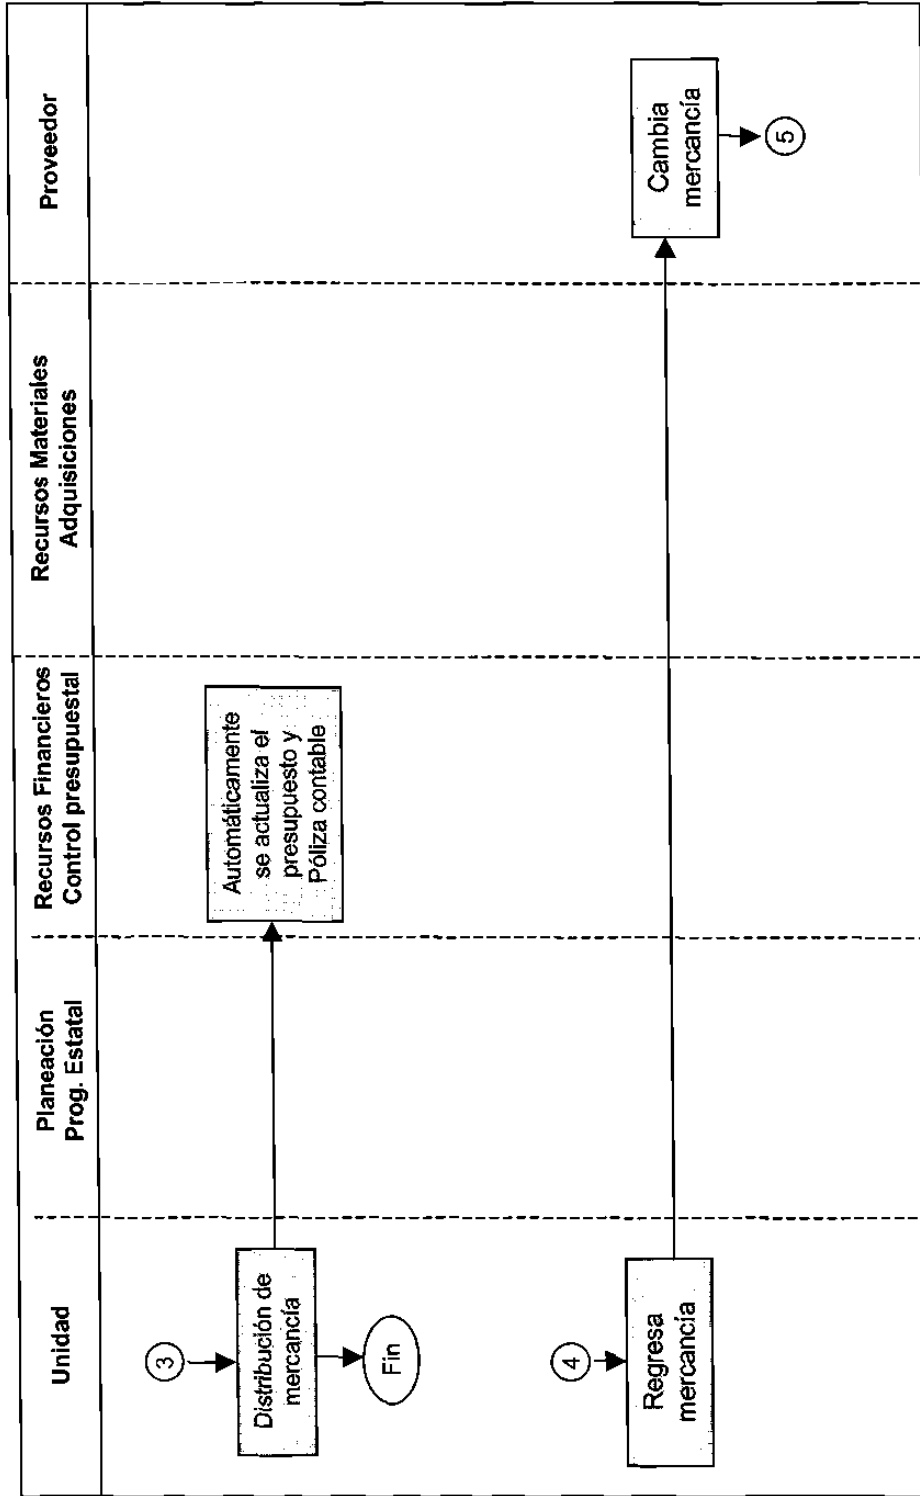 Unidad
Planeación
Prog. Estatal
Recursos Financieros
Control presupuestal
Recursos Materiales
Adquisiciones
Proveedor
3
Distribución de
mercancía
Automáticamente
se actualiza el
presupuesto y
Póliza contable
Fin
4
Regresa
mercancía
Cambia
mercancía
5